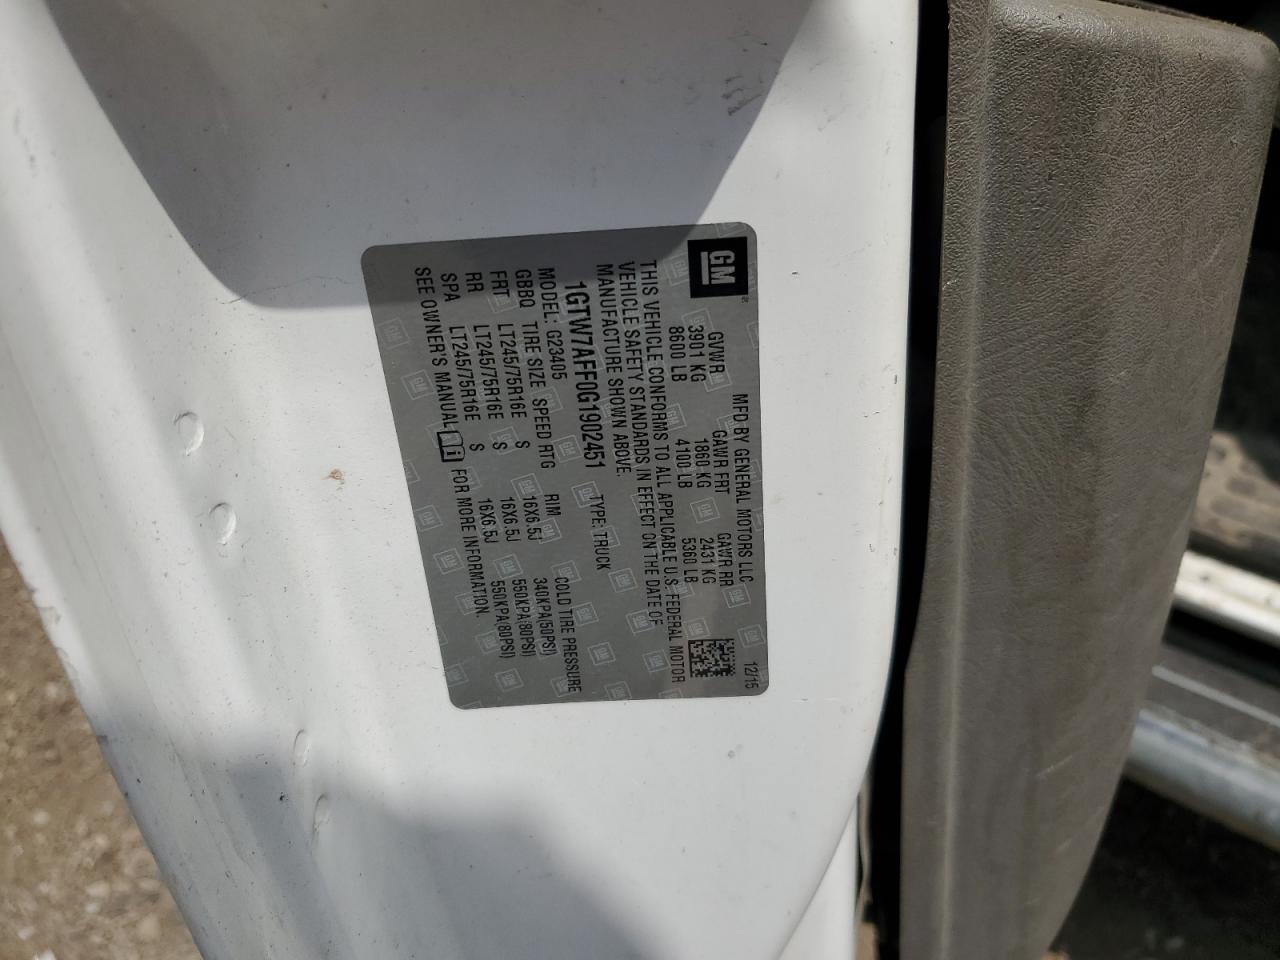 GM ®
MFD BY GENERAL MOTORS LLC 12/15
GVWR GAWR FRT GAWR RR
3901 KG 1860 KG 2431 KG
8600 LB 4100 LB 5360 LB
THIS VEHICLE CONFORMS TO ALL APPLICABLE U.S. FEDERAL MOTOR
VEHICLE SAFETY STANDARDS IN EFFECT ON THE DATE OF
MANUFACTURE SHOWN ABOVE.
1GTW7AFF0G1902451 TYPE: TRUCK
MODEL: G23405
GBBQ TIRE SIZE SPEED RTG RIM COLD TIRE PRESSURE
FRT LT245/75R16E S 16X6.5J 340KPA(50PSI)
RR LT245/75R16E S 16X6.5J 550KPA(80PSI)
SPA LT245/75R16E S 16X6.5J 550KPA(80PSI)
SEE OWNER'S MANUAL i FOR MORE INFORMATION.